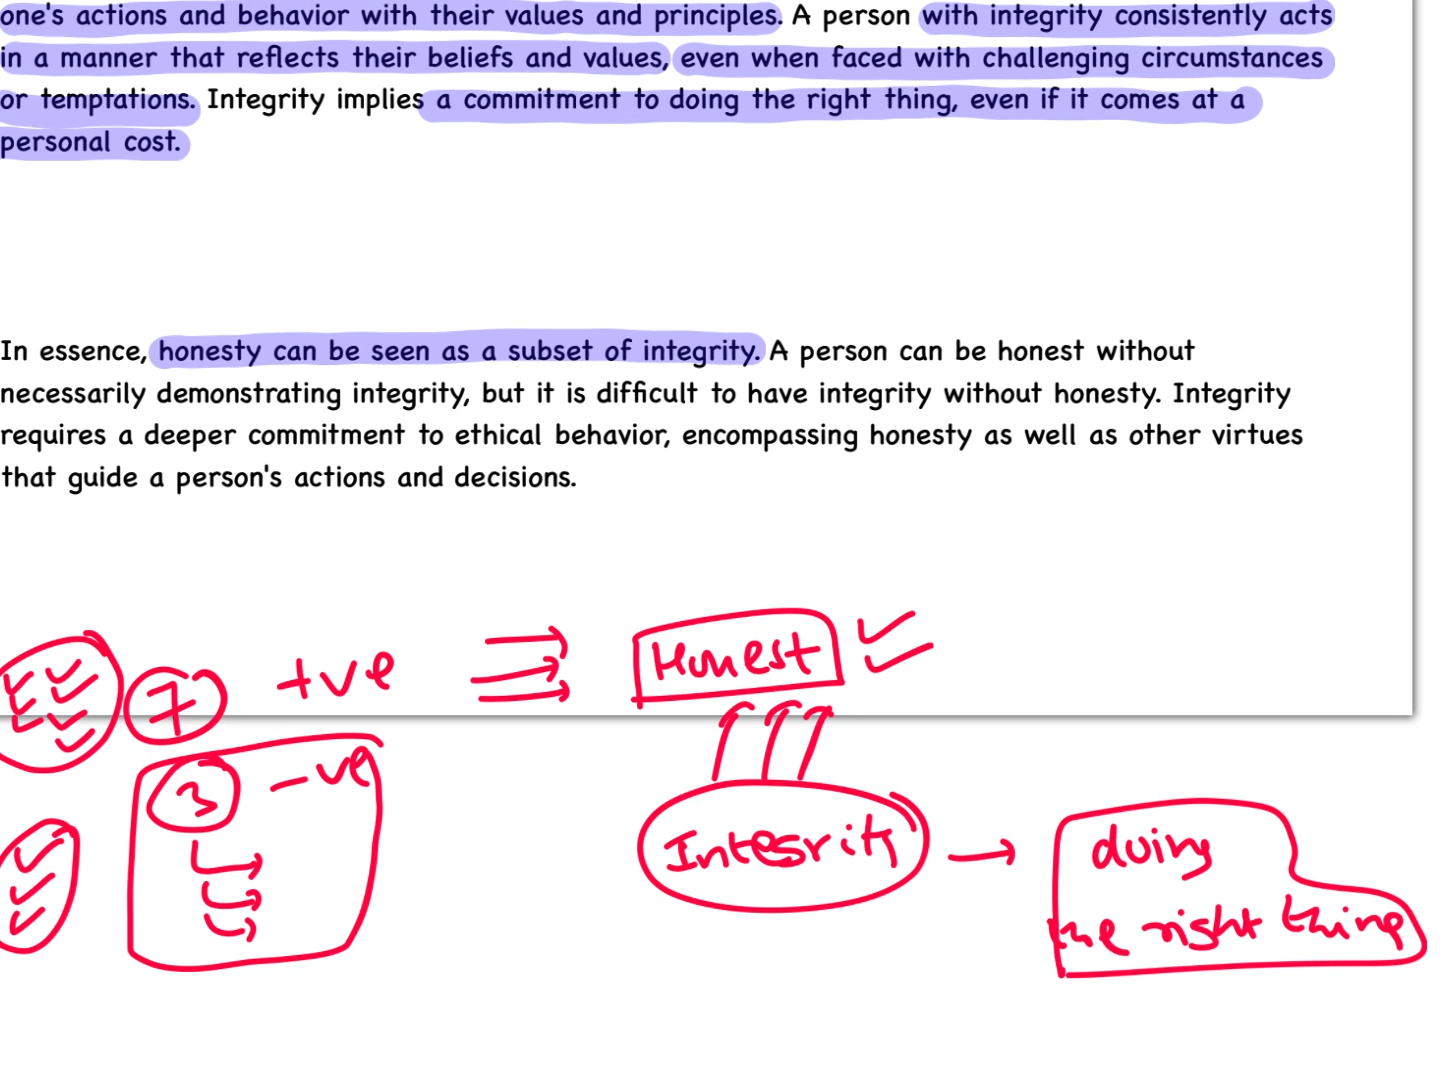 one's actions and behavior with their values and principles. A person with integrity consistently acts
in a manner that reflects their beliefs and values, even when faced with challenging circumstances
or temptations. Integrity implies a commitment to doing the right thing, even if it comes at a
personal cost.
In essence, honesty can be seen as a subset of integrity. A person can be honest without
necessarily demonstrating integrity, but it is difficult to have integrity without honesty. Integrity
requires a deeper commitment to ethical behavior, encompassing honesty as well as other virtues
that guide a person's actions and decisions.
7 +ve Honest
3 -ve
Integrity doing
the right thing